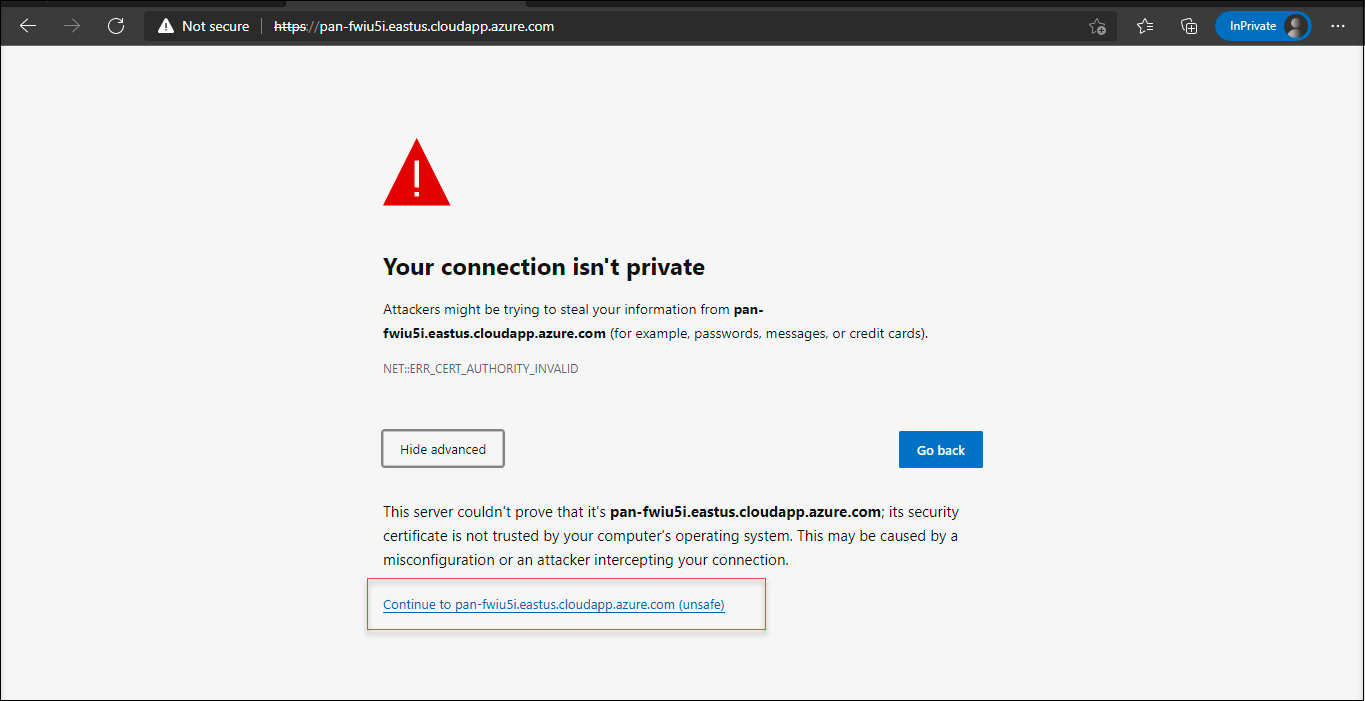 Not secure https://pan-fwiu5i.eastus.cloudapp.azure.com InPrivate
Your connection isn't private
Attackers might be trying to steal your information from pan-
fwiu5i.eastus.cloudapp.azure.com (for example, passwords, messages, or credit cards).
NET::ERR_CERT_AUTHORITY_INVALID
Hide advanced Go back
This server couldn't prove that it's pan-fwiu5i.eastus.cloudapp.azure.com; its security
certificate is not trusted by your computer's operating system. This may be caused by a
misconfiguration or an attacker intercepting your connection.
Continue to pan-fwiu5i.eastus.cloudapp.azure.com (unsafe)